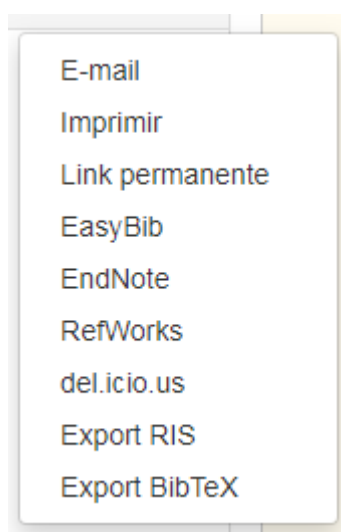 E-mail
Imprimir
Link permanente
EasyBib
EndNote
RefWorks
del.icio.us
Export RIS
Export BibTeX